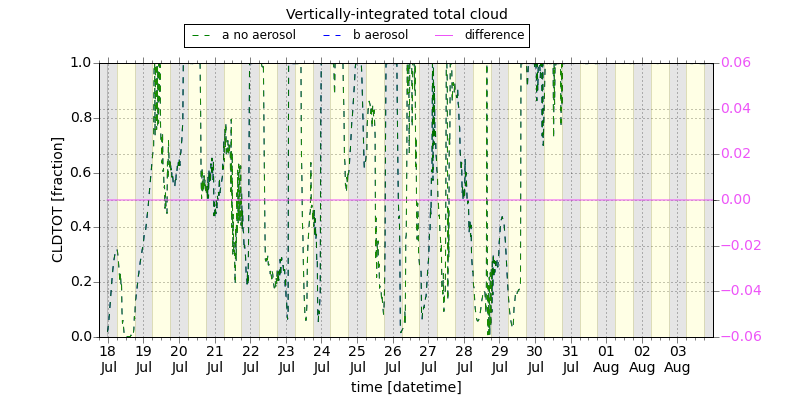 Vertically-integrated total cloud
a no aerosol b aerosol difference
CLDTOT [fraction]
1.0
0.8
0.6
0.4
0.2
0.0
0.06
0.04
0.02
0.00
−0.02
−0.04
−0.06
18 19 20 21 22 23 24 25 26 27 28 29 30 31 01 02 03
Jul Jul Jul Jul Jul Jul Jul Jul Jul Jul Jul Jul Jul Jul Aug Aug Aug
time [datetime]